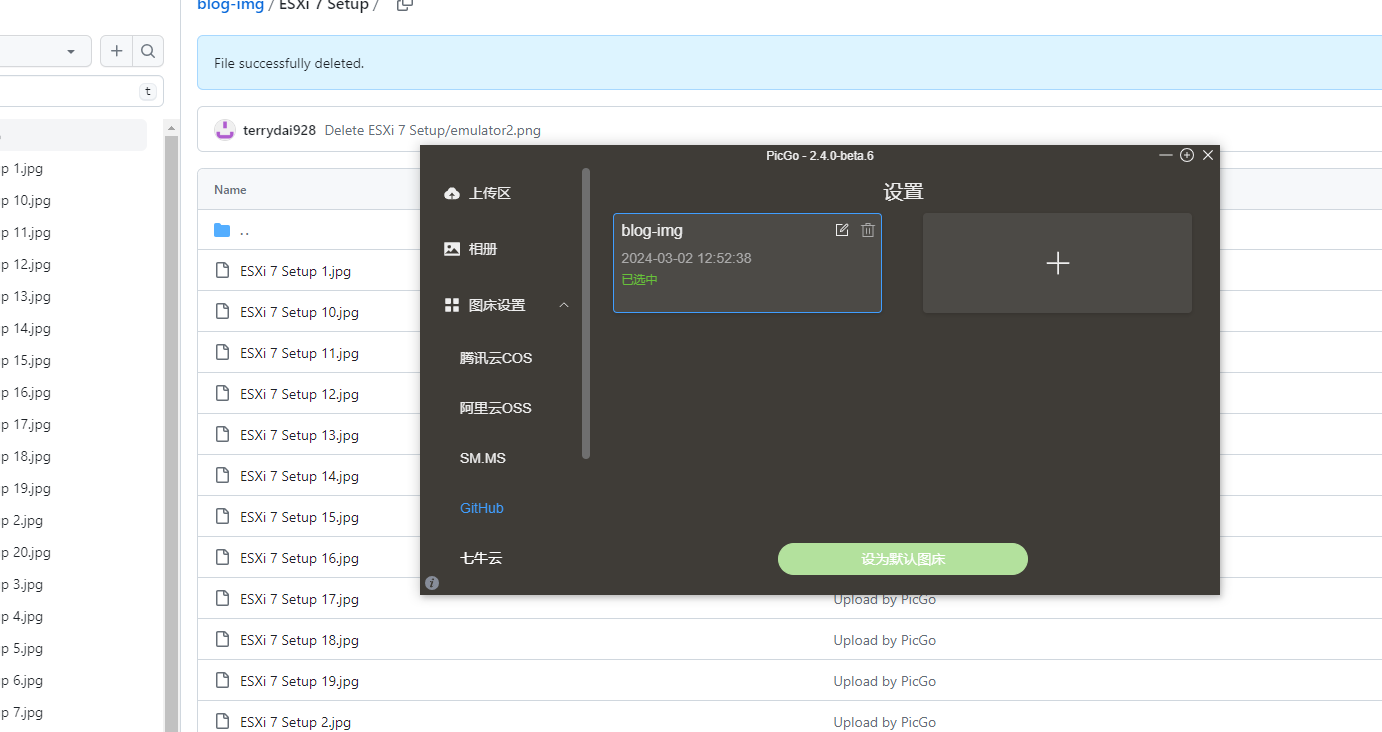 blog-img / ESXi 7 Setup /
t
File successfully deleted.
terrydai928 Delete ESXi 7 Setup/emulator2.png
p 1.jpg
p 10.jpg
p 11.jpg
p 12.jpg
p 13.jpg
p 14.jpg
p 15.jpg
p 16.jpg
p 17.jpg
p 18.jpg
p 19.jpg
p 2.jpg
p 20.jpg
p 3.jpg
p 4.jpg
p 5.jpg
p 6.jpg
p 7.jpg
Name
..
ESXi 7 Setup 1.jpg
ESXi 7 Setup 10.jpg
ESXi 7 Setup 11.jpg
ESXi 7 Setup 12.jpg
ESXi 7 Setup 13.jpg
ESXi 7 Setup 14.jpg
ESXi 7 Setup 15.jpg
ESXi 7 Setup 16.jpg
ESXi 7 Setup 17.jpg Upload by PicGo
ESXi 7 Setup 18.jpg Upload by PicGo
ESXi 7 Setup 19.jpg Upload by PicGo
ESXi 7 Setup 2.jpg Upload by PicGo
PicGo - 2.4.0-beta.6
上传区
相册
图床设置
腾讯云COS
阿里云OSS
SM.MS
GitHub
七牛云
设置
blog-img
2024-03-02 12:52:38
已选中
设为默认图床